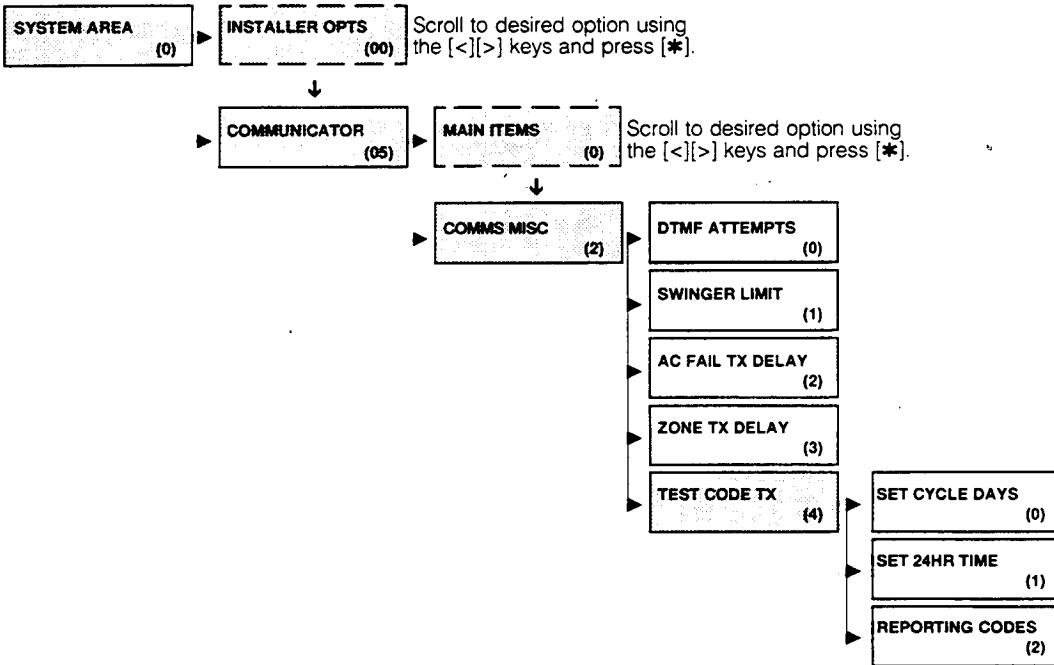 SYSTEM AREA
(0)
INSTALLER OPTS
(00)
Scroll to desired option using
the [<][>] keys and press [✱].
COMMUNICATOR
(05)
MAIN ITEMS
(0)
Scroll to desired option using
the [<][>] keys and press [✱].
COMMS MISC
(2)
DTMF ATTEMPTS
(0)
SWINGER LIMIT
(1)
AC FAIL TX DELAY
(2)
ZONE TX DELAY
(3)
TEST CODE TX
(4)
SET CYCLE DAYS
(0)
SET 24HR TIME
(1)
REPORTING CODES
(2)